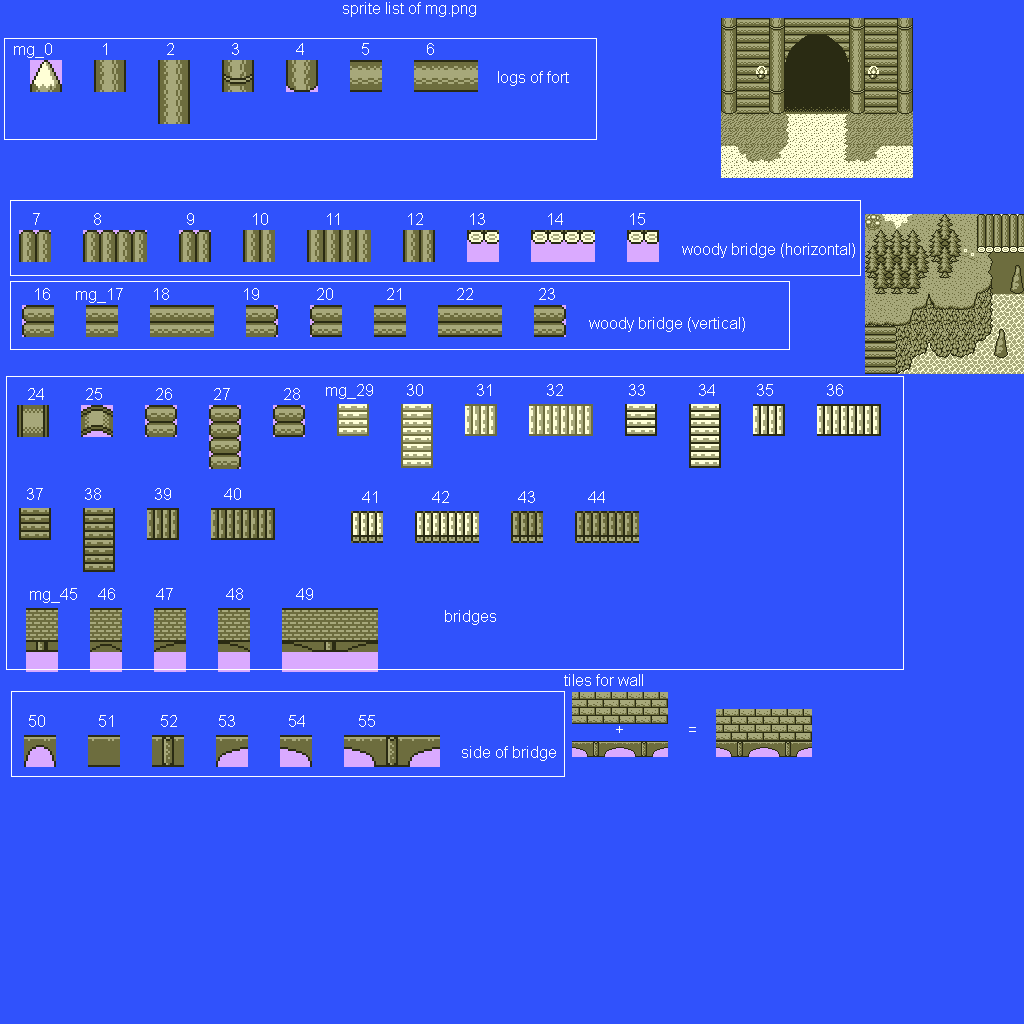 sprite list of mg.png
mg_0 1 2 3 4 5 6
logs of fort
7 8 9 10 11 12 13 14 15
woody bridge (horizontal)
16 mg_17 18 19 20 21 22 23
woody bridge (vertical)
24 25 26 27 28 mg_29 30 31 32 33 34 35 36
37 38 39 40 41 42 43 44
mg_45 46 47 48 49
bridges
tiles for wall
50 51 52 53 54 55
side of bridge
+ =